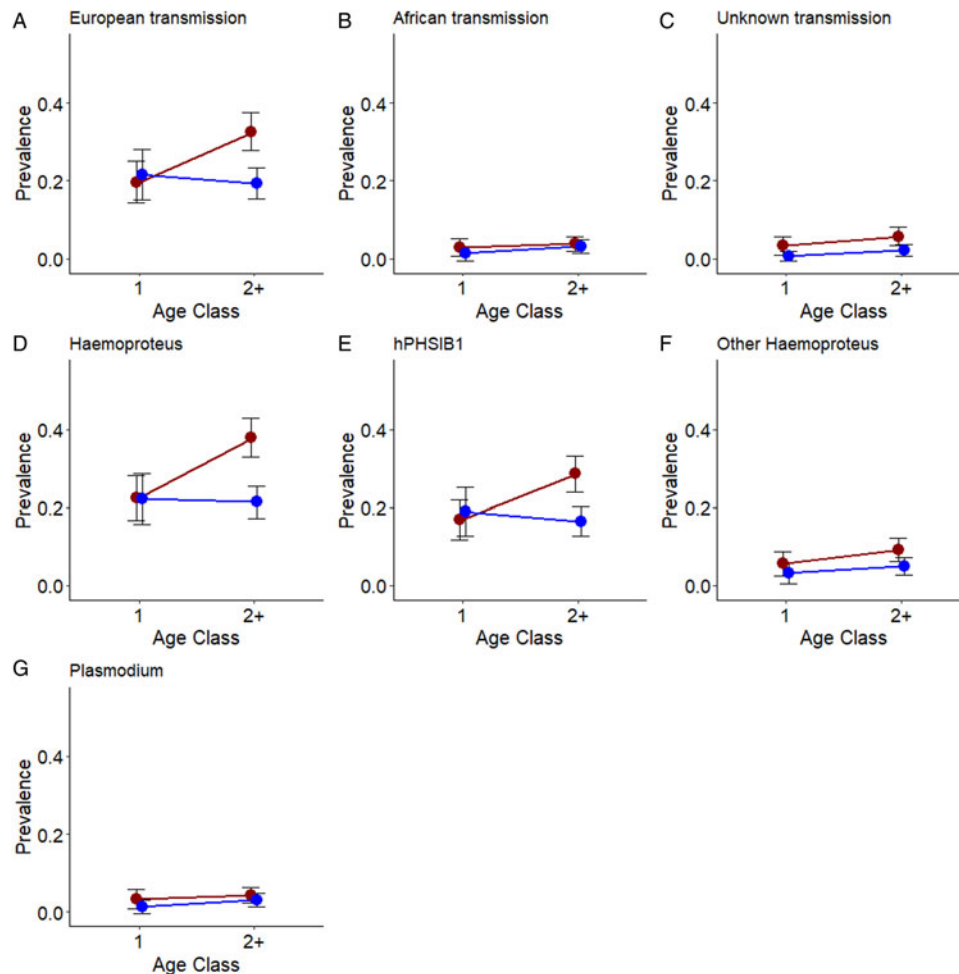 A European transmission
B African transmission
C Unknown transmission
Prevalence
0.4
0.2
0.0
1 2+
Age Class
Prevalence
0.4
0.2
0.0
1 2+
Age Class
Prevalence
0.4
0.2
0.0
1 2+
Age Class
D Haemoproteus
E hPHSIB1
F Other Haemoproteus
Prevalence
0.4
0.2
0.0
1 2+
Age Class
Prevalence
0.4
0.2
0.0
1 2+
Age Class
Prevalence
0.4
0.2
0.0
1 2+
Age Class
G Plasmodium
Prevalence
0.4
0.2
0.0
1 2+
Age Class